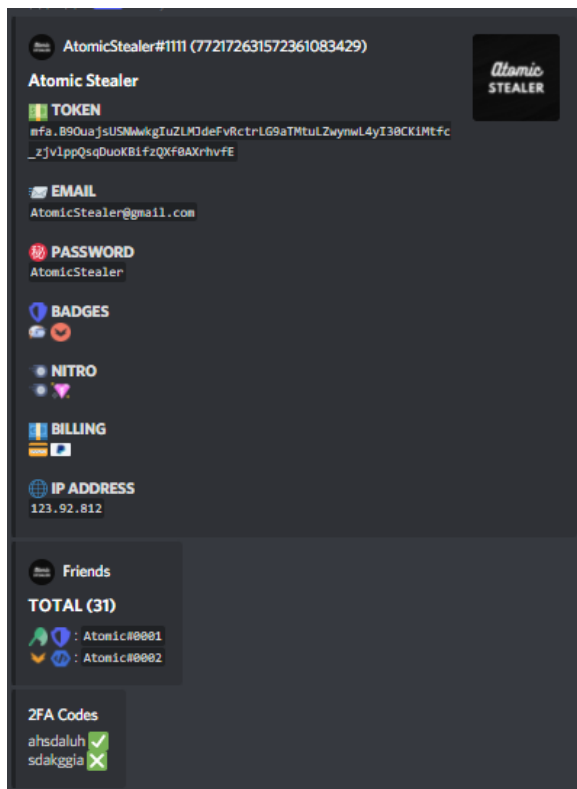 AtomicStealer#1111 (772172631572361083429)
Atomic
STEALER
Atomic Stealer
TOKEN
mfa.B9OuajsUSNWwkgIuZLMJdeFvRctrLG9aTMtuLZwynwL4yI30CKiMtfc
_zjvlppQsqDuoKBifzQXf0AXrhvfE
EMAIL
AtomicStealer@gmail.com
PASSWORD
AtomicStealer
BADGES
NITRO
BILLING
IP ADDRESS
123.92.812
Friends
TOTAL (31)
: Atomic#0001
: Atomic#0002
2FA Codes
ahsdaluh
sdakggia